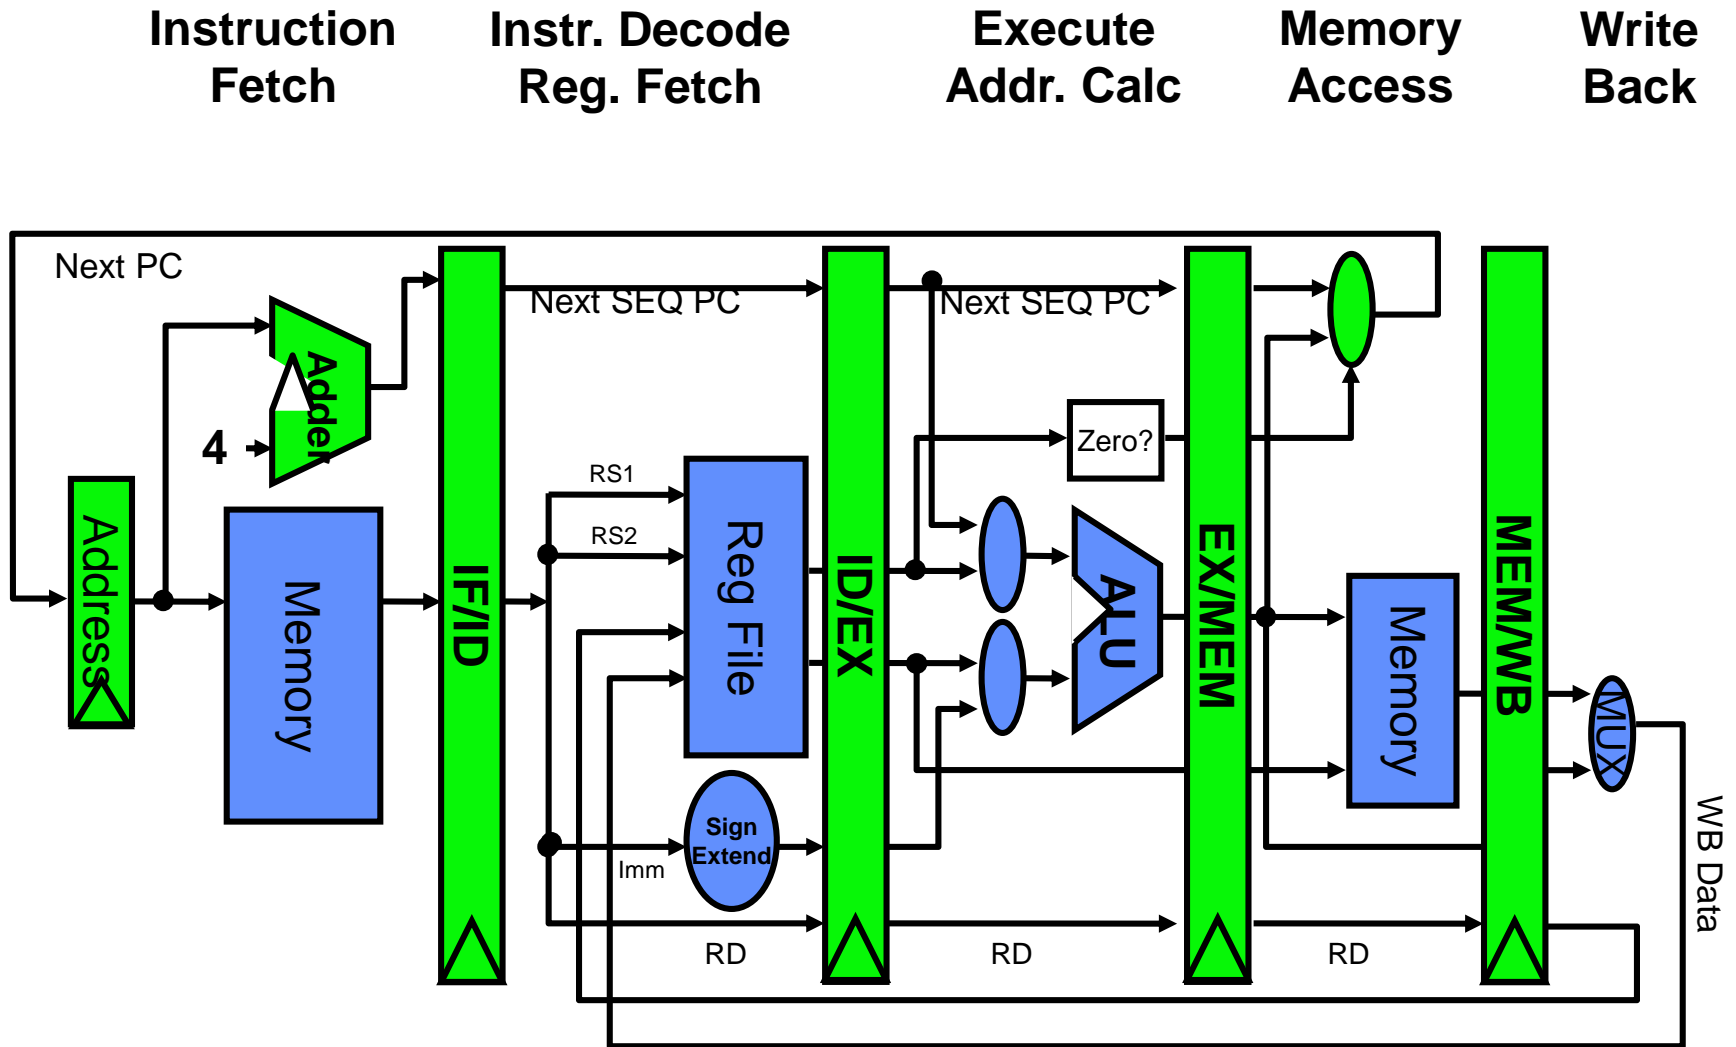 Instruction
Fetch
Instr. Decode
Reg. Fetch
Execute
Addr. Calc
Memory
Access
Write
Back
Next PC
Next SEQ PC
Next SEQ PC
Adder
4
Zero?
RS1
RS2
Address
Memory
IF/ID
Reg File
ID/EX
ALU
EX/MEM
Memory
MEM/WB
MUX
Sign
Extend
Imm
WB Data
RD
RD
RD